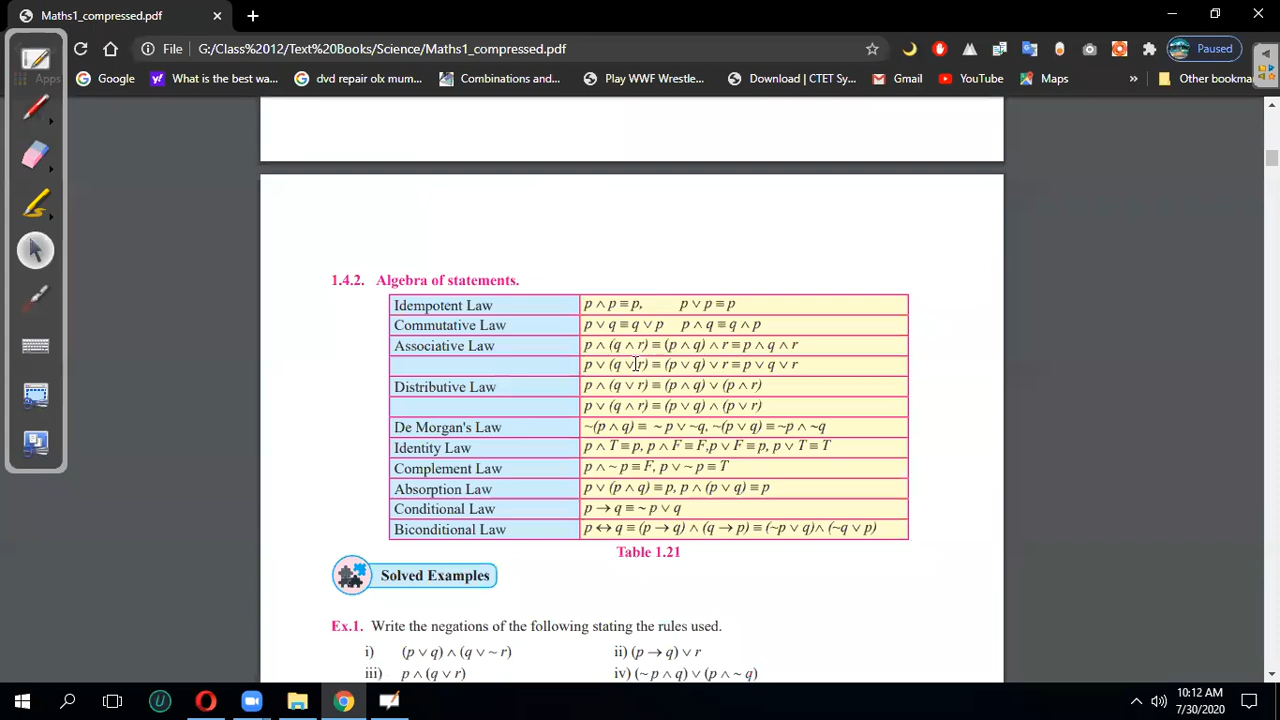 Maths1_compressed.pdf
File G:/Class%2012/Text%20Books/Science/Maths1_compressed.pdf Paused
Apps Google What is the best wa... dvd repair olx mum... Combinations and... Play WWF Wrestle... Download | CTET Sy... Gmail YouTube Maps » Other bookma
1.4.2. Algebra of statements.
Idempotent Law p ∧ p ≡ p, p ∨ p ≡ p
Commutative Law p ∨ q ≡ q ∨ p p ∧ q ≡ q ∧ p
Associative Law p ∧ (q ∧ r) ≡ (p ∧ q) ∧ r ≡ p ∧ q ∧ r
p ∨ (q ∨ r) ≡ (p ∨ q) ∨ r ≡ p ∨ q ∨ r
Distributive Law p ∧ (q ∨ r) ≡ (p ∧ q) ∨ (p ∧ r)
p ∨ (q ∧ r) ≡ (p ∨ q) ∧ (p ∨ r)
De Morgan's Law ~(p ∧ q) ≡ ~ p ∨ ~q, ~(p ∨ q) ≡ ~p ∧ ~q
Identity Law p ∧ T ≡ p, p ∧ F ≡ F, p ∨ F ≡ p, p ∨ T ≡ T
Complement Law p ∧ ~ p ≡ F, p ∨ ~ p ≡ T
Absorption Law p ∨ (p ∧ q) ≡ p, p ∧ (p ∨ q) ≡ p
Conditional Law p → q ≡ ~ p ∨ q
Biconditional Law p ↔ q ≡ (p → q) ∧ (q → p) ≡ (~p ∨ q) ∧ (~q ∨ p)
Table 1.21
Solved Examples
Ex.1. Write the negations of the following stating the rules used.
i) (p ∨ q) ∧ (q ∨ ~ r) ii) (p → q) ∨ r
iii) p ∧ (q ∨ r) iv) (~ p ∧ q) ∨ (p ∧ ~ q)
10:12 AM
7/30/2020